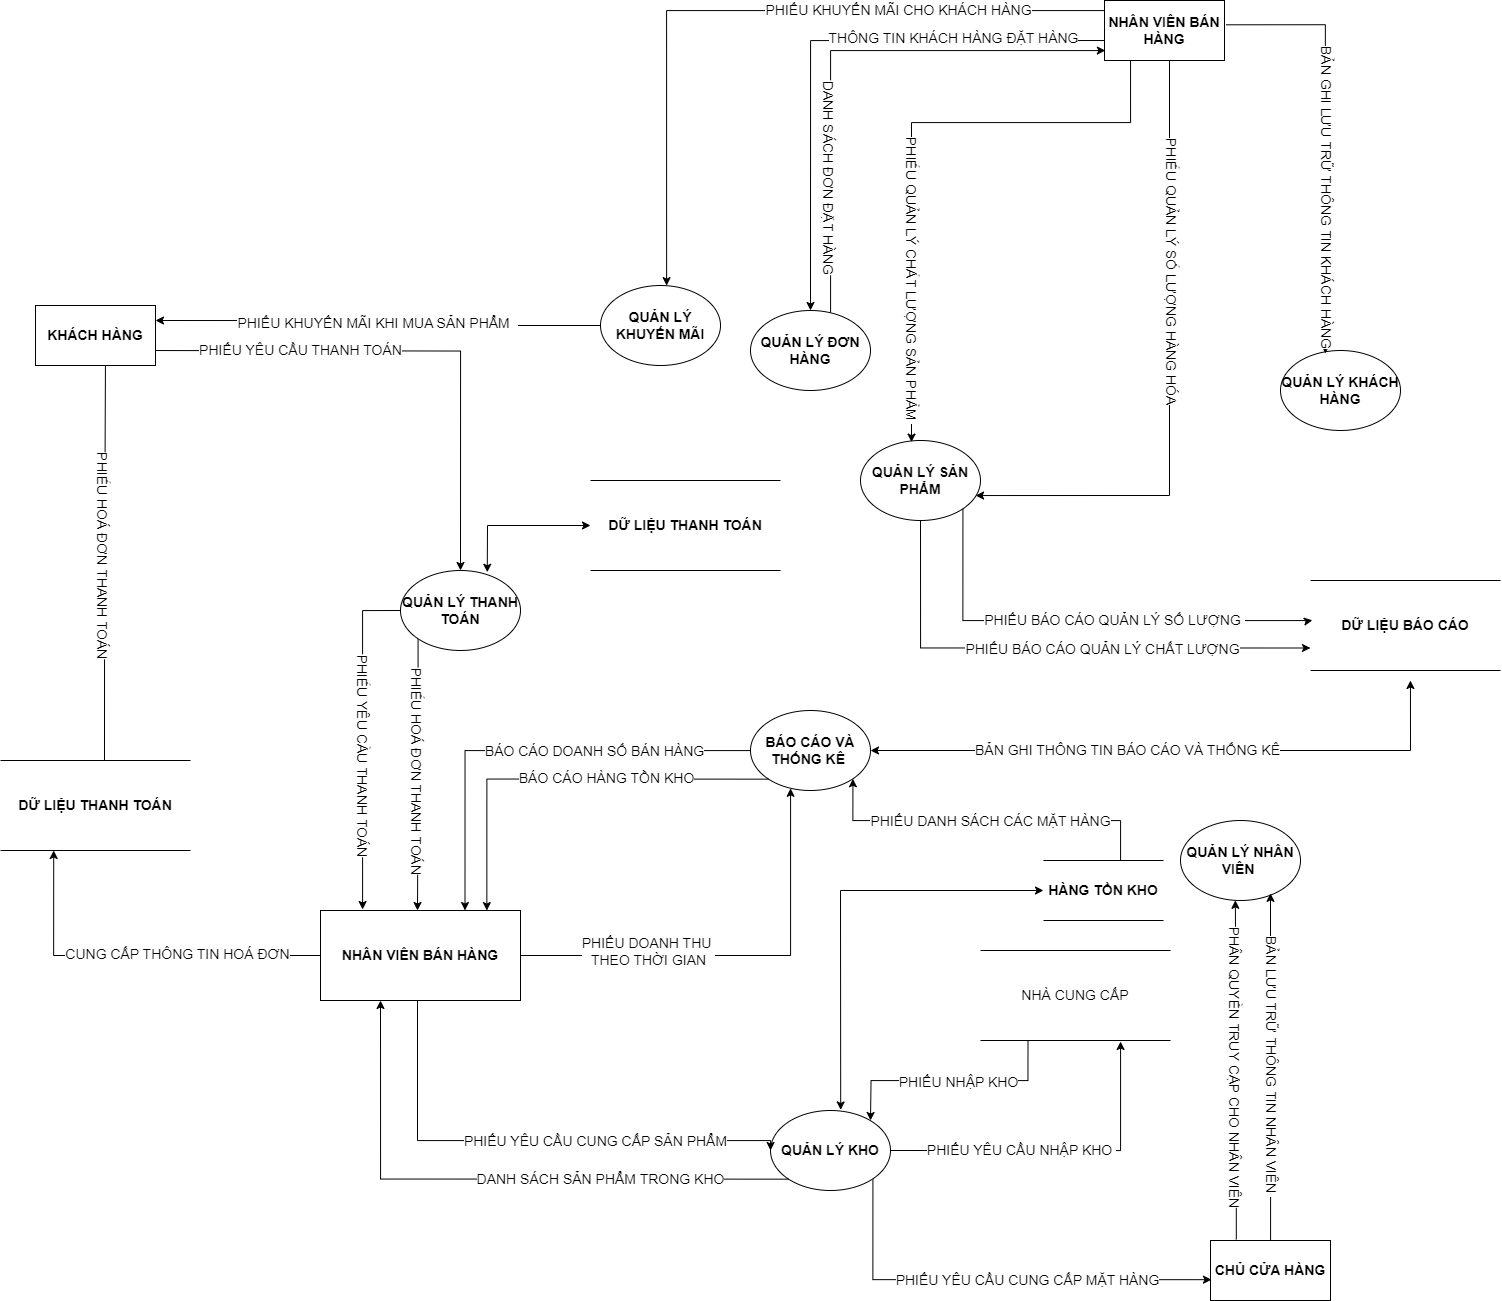 PHIẾU KHUYẾN MÃI CHO KHÁCH HÀNG
NHÂN VIÊN BÁN
HÀNG
THÔNG TIN KHÁCH HÀNG ĐẶT HÀNG
DANH SÁCH ĐƠN ĐẶT HÀNG
PHIẾU QUẢN LÝ CHẤT LƯỢNG SẢN PHẨM
PHIẾU QUẢN LÝ SỐ LƯỢNG HÀNG HÓA
BẢN GHI LƯU TRỮ THÔNG TIN KHÁCH HÀNG
KHÁCH HÀNG
PHIẾU KHUYẾN MÃI KHI MUA SẢN PHẨM
QUẢN LÝ
KHUYẾN MÃI
QUẢN LÝ ĐƠN
HÀNG
PHIẾU YÊU CẦU THANH TOÁN
QUẢN LÝ KHÁCH
HÀNG
PHIẾU HOÁ ĐƠN THANH TOÁN
QUẢN LÝ SẢN
PHẨM
DỮ LIỆU THANH TOÁN
QUẢN LÝ THANH
TOÁN
PHIẾU BÁO CÁO QUẢN LÝ SỐ LƯỢNG
DỮ LIỆU BÁO CÁO
PHIẾU BÁO CÁO QUẢN LÝ CHẤT LƯỢNG
PHIẾU YÊU CẦU THANH TOÁN
PHIẾU HOÁ ĐƠN THANH TOÁN
BÁO CÁO DOANH SỐ BÁN HÀNG
BÁO CÁO VÀ
THỐNG KÊ
BẢN GHI THÔNG TIN BÁO CÁO VÀ THỐNG KÊ
BÁO CÁO HÀNG TỒN KHO
DỮ LIỆU THANH TOÁN
PHIẾU DANH SÁCH CÁC MẶT HÀNG
QUẢN LÝ NHÂN
VIÊN
HÀNG TỒN KHO
CUNG CẤP THÔNG TIN HOÁ ĐƠN
NHÂN VIÊN BÁN HÀNG
PHIẾU DOANH THU
THEO THỜI GIAN
NHÀ CUNG CẤP
PHÂN QUYỀN TRUY CẬP CHO NHÂN VIÊN
BẢN LƯU TRỮ THÔNG TIN NHÂN VIÊN
PHIẾU NHẬP KHO
PHIẾU YÊU CẦU CUNG CẤP SẢN PHẨM
QUẢN LÝ KHO
PHIẾU YÊU CẦU NHẬP KHO
DANH SÁCH SẢN PHẨM TRONG KHO
PHIẾU YÊU CẦU CUNG CẤP MẶT HÀNG
CHỦ CỬA HÀNG